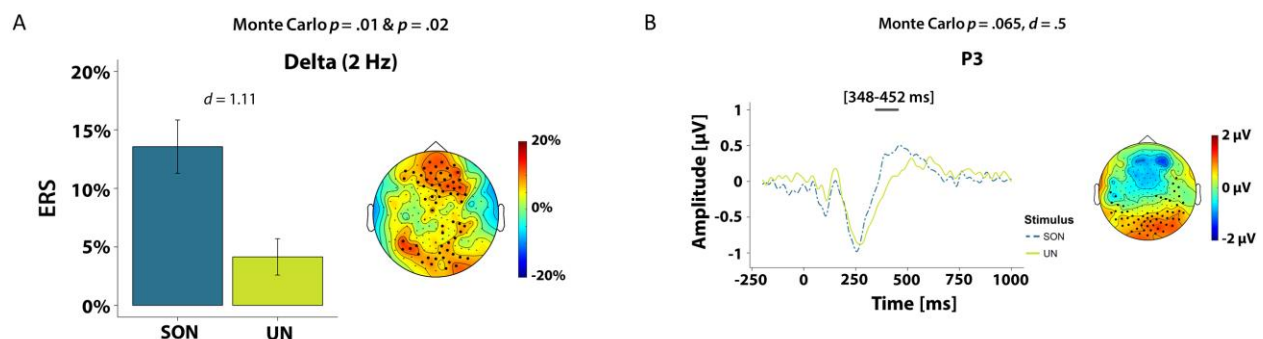 A
Monte Carlo p = .01 & p = .02
Delta (2 Hz)
20%
15%
10%
5%
0%
ERS
d = 1.11
SON
UN
20%
0%
-20%
B
Monte Carlo p = .065, d = .5
P3
[348-452 ms]
Amplitude [µV]
1
0.5
0
-0.5
-1
-250
0
250
500
750
1000
Time [ms]
Stimulus
SON
UN
2 µV
0 µV
-2 µV